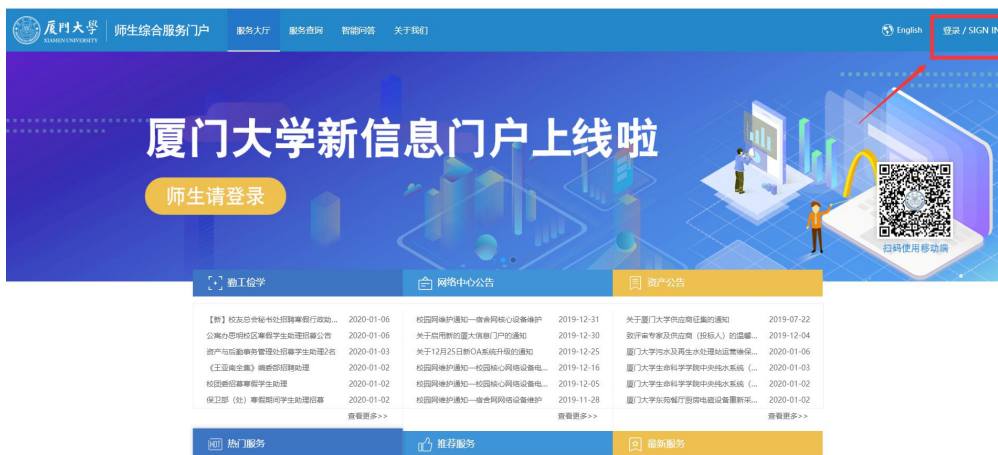 厦門大學 师生综合服务门户 服务大厅 服务查询 智能问答 关于我们 English 登录 / SIGN IN
XIAMEN UNIVERSITY
厦门大学新信息门户上线啦
师生请登录
扫码使用移动端
勤工俭学
【新】校友总会秘书处招聘寒假行政助... 2020-01-06
公寓办思明校区寒假学生助理招募公告 2020-01-06
资产与后勤事务管理处招募学生助理2名 2020-01-03
《王亚南全集》编委部招聘助理 2020-01-02
校团委招募寒假学生助理 2020-01-02
保卫部（处）寒假期间学生助理招募 2020-01-02
查看更多>>
网络中心公告
校园网维护通知—宿舍网核心设备维护 2019-12-31
关于启用新的厦大信息门户的通知 2019-12-30
关于12月25日新OA系统升级的通知 2019-12-25
校园网维护通知—校园核心网络设备电... 2019-12-16
校园网维护通知—校园核心网络设备电... 2019-12-05
校园网维护通知—宿舍网网络设备维护 2019-11-28
查看更多>>
资产公告
关于厦门大学供应商征集的通知 2019-07-22
致评审专家及供应商（投标人）的温馨... 2019-12-04
厦门大学污水及再生水处理站运营维保... 2020-01-06
厦门大学生命科学学院中央纯水系统（... 2020-01-03
厦门大学生命科学学院中央纯水系统（... 2020-01-02
厦门大学东苑餐厅厨房电磁设备重新采... 2020-01-02
查看更多>>
HOT 热门服务
推荐服务
最新服务